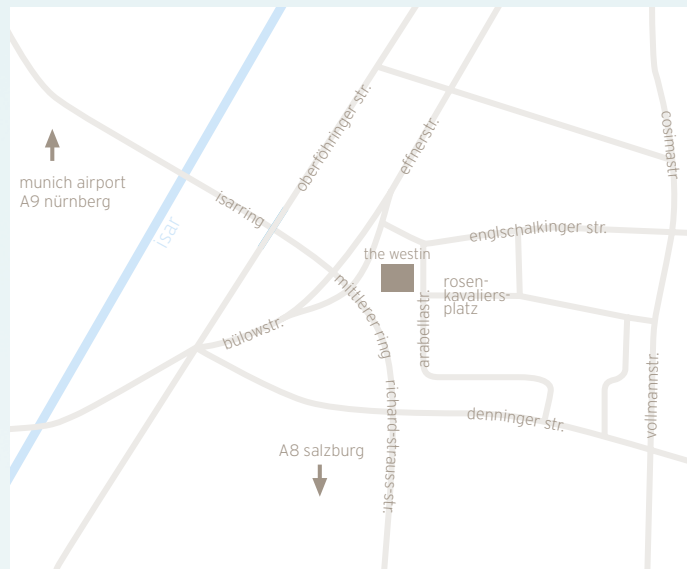 oberföhringer str.
effnerstr.
cosimastr
munich airport
A9 nürnberg
isarring
isar
englschalkinger str.
the westin
rosen-
kavaliers-
platz
mittlerer ring
arabellastr.
bülowstr.
vollmannstr.
richard-strauss-str.
denninger str.
A8 salzburg